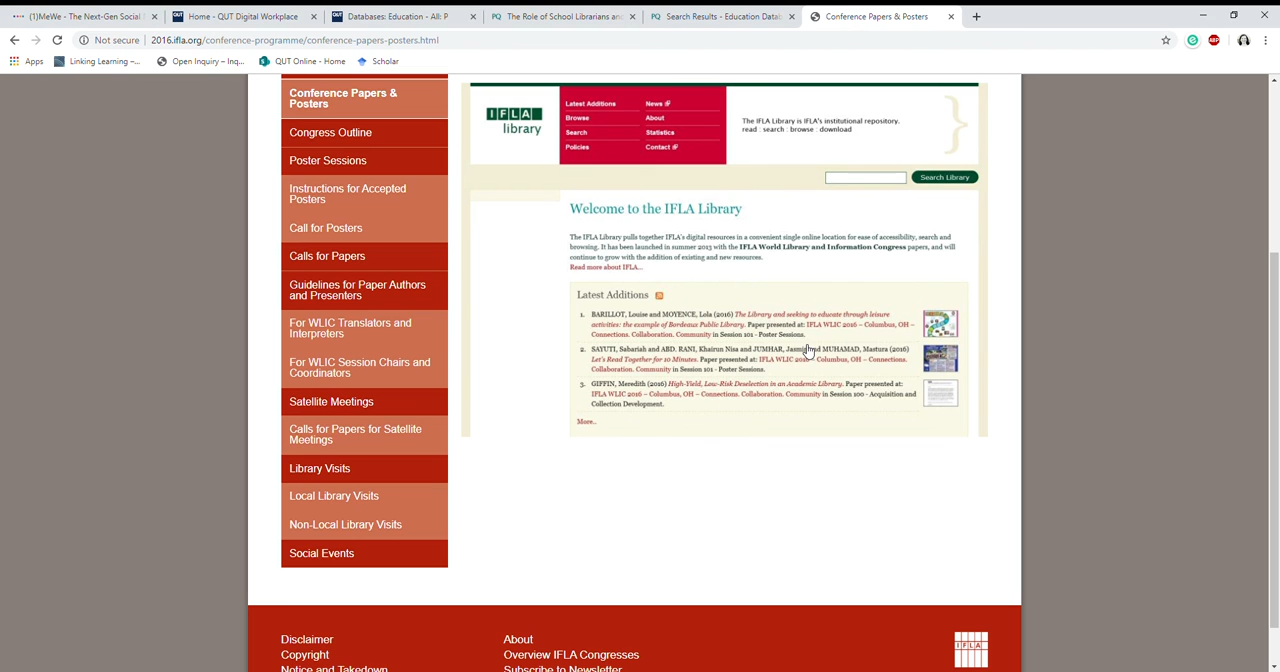 (1)MeWe - The Next-Gen Social
Home - QUT Digital Workplace
Databases: Education - All: P
PQ The Role of School Librarians and
PQ Search Results - Education Datab
Conference Papers & Posters
Not secure 2016.ifla.org/conference-programme/conference-papers-posters.html
ABP
Apps
Linking Learning –...
Open Inquiry – Inq...
QUT Online - Home
Scholar
Conference Papers &
Posters
Congress Outline
Poster Sessions
Instructions for Accepted
Posters
Call for Posters
Calls for Papers
Guidelines for Paper Authors
and Presenters
For WLIC Translators and
Interpreters
For WLIC Session Chairs and
Coordinators
Satellite Meetings
Calls for Papers for Satellite
Meetings
Library Visits
Local Library Visits
Non-Local Library Visits
Social Events
IFLA
library
Latest Additions
Browse
Search
Policies
News
About
Statistics
Contact
The IFLA Library is IFLA's institutional repository.
read : search : browse : download
Search Library
Welcome to the IFLA Library
The IFLA Library pulls together IFLA's digital resources in a convenient single online location for ease of accessibility, search and
browsing. It has been launched in summer 2013 with the IFLA World Library and Information Congress papers, and will
continue to grow with the addition of existing and new resources.
Read more about IFLA...
Latest Additions
1. BARILLOT, Louise and MOYENCE, Lola (2016) The Library and seeking to educate through leisure
activities: the example of Bordeaux Public Library. Paper presented at: IFLA WLIC 2016 – Columbus, OH –
Connections. Collaboration. Community in Session 101 - Poster Sessions.
2. SAYUTI, Sabariah and ABD. RANI, Khairun Nisa and JUMHAR, and MUHAMAD, Mastura (2016)
Let's Read Together for 10 Minutes. Paper presented at: IFLA WLIC – Columbus, OH – Connections.
Collaboration. Community in Session 101 - Poster Sessions.
3. GIFFIN, Meredith (2016) High-Yield, Low-Risk Deselection in an Academic Library. Paper presented at:
IFLA WLIC 2016 – Columbus, OH – Connections. Collaboration. Community in Session 100 - Acquisition and
Collection Development.
More..
Disclaimer
Copyright
Notice and Takedown
About
Overview IFLA Congresses
Subscribe to Newsletter
IFLA